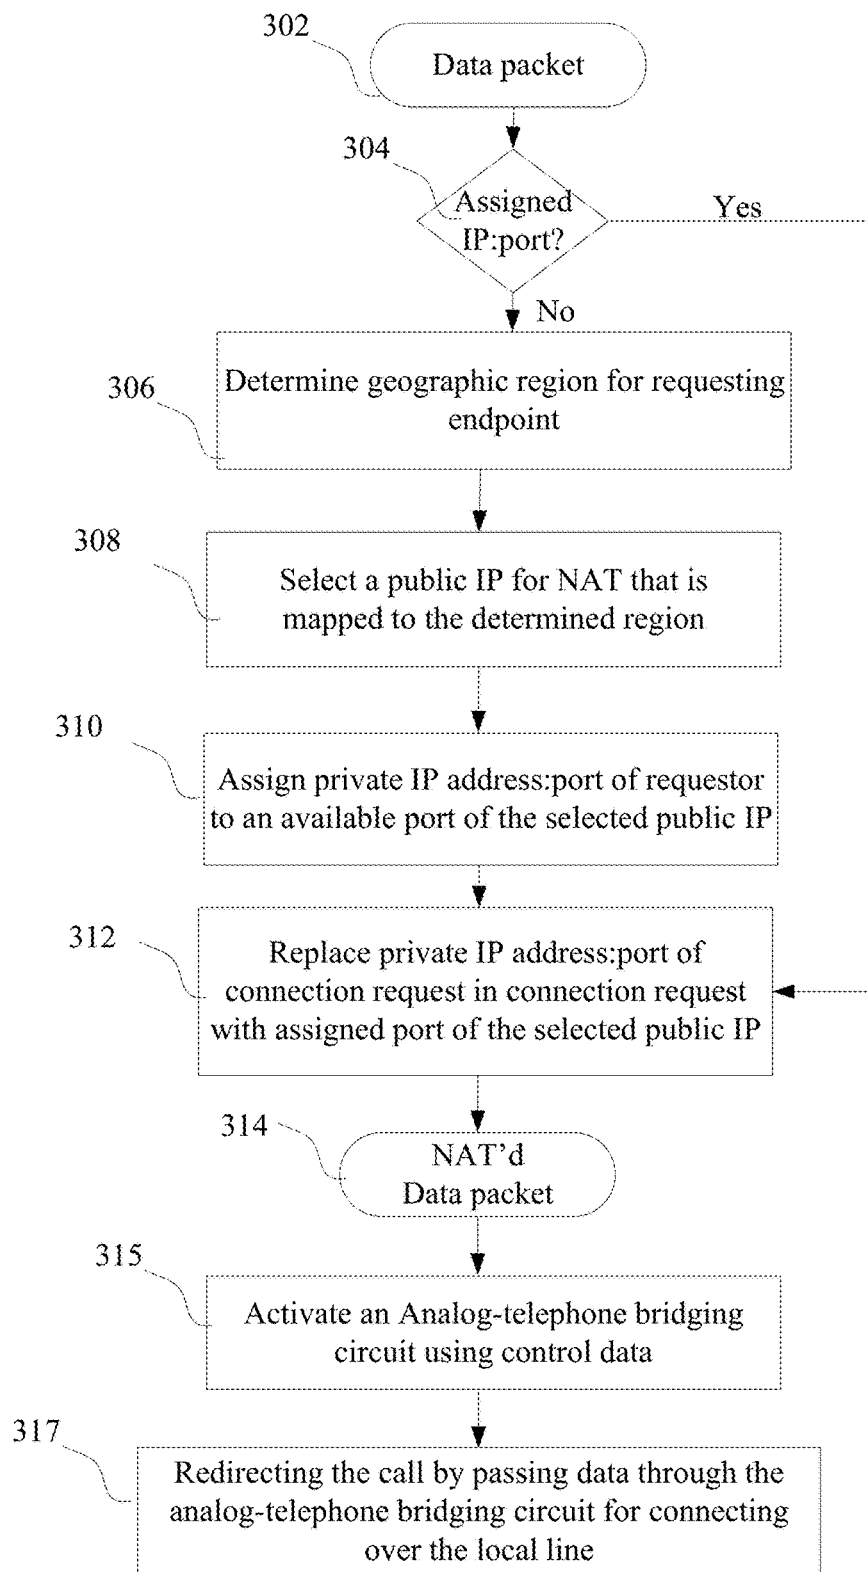 302
Data packet
304
Assigned
IP:port?
Yes
No
306
Determine geographic region for requesting
endpoint
308
Select a public IP for NAT that is
mapped to the determined region
310
Assign private IP address:port of requestor
to an available port of the selected public IP
312
Replace private IP address:port of
connection request in connection request
with assigned port of the selected public IP
314
NAT’d
Data packet
315
Activate an Analog-telephone bridging
circuit using control data
317
Redirecting the call by passing data through the
analog-telephone bridging circuit for connecting
over the local line